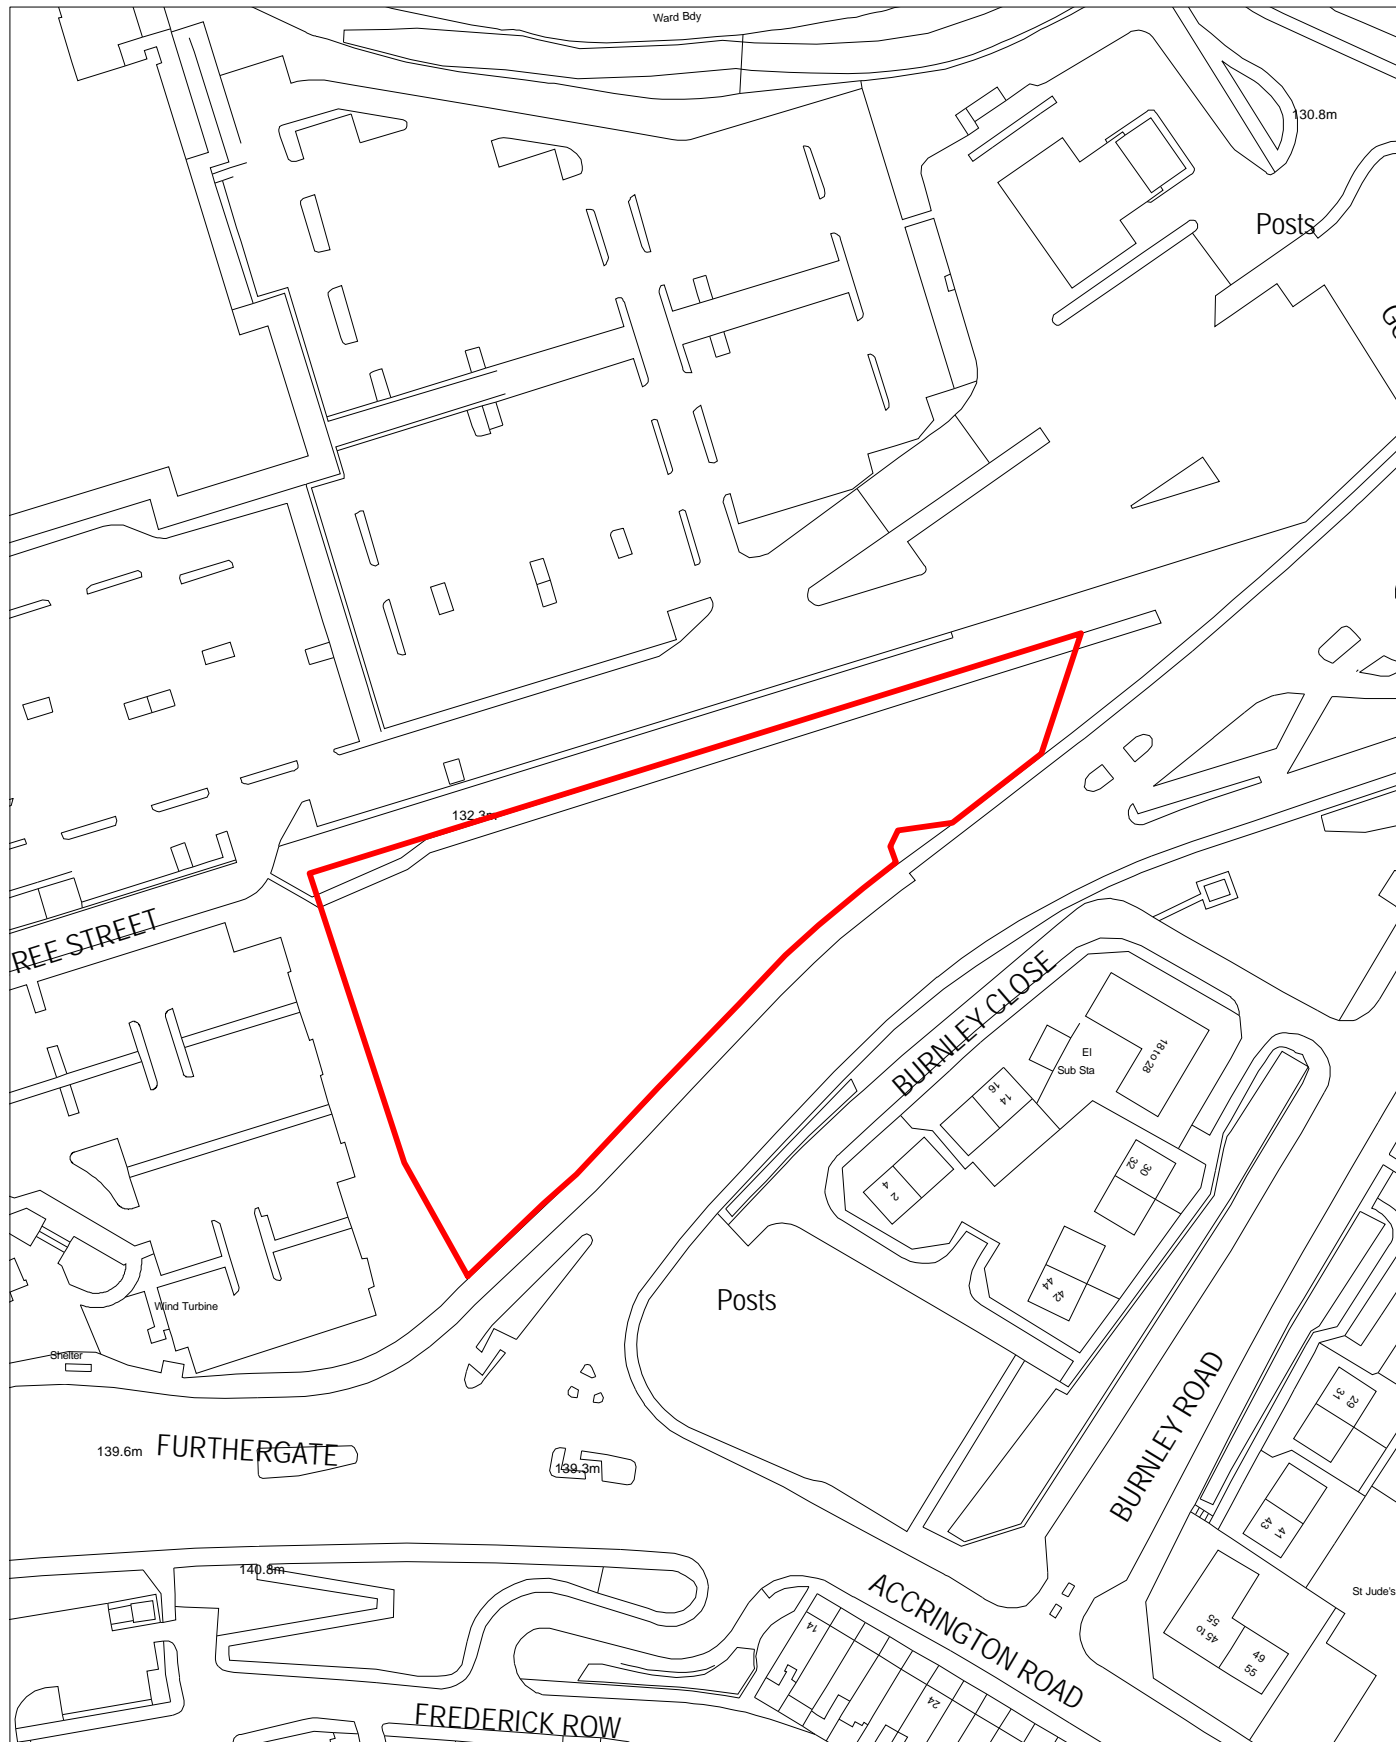 Ward Bdy
130.8m
Posts
132.3m
REE STREET
BURNLEY CLOSE
El
Sub Sta
18 to 28
16
14
32
30
4
2
44
42
Posts
Wind Turbine
Shelter
139.6m
FURTHERGATE
139.3m
BURNLEY ROAD
31
29
43
41
140.8m
ACCRINGTON ROAD
St Jude's
14
24
45 to 55
49
55
FREDERICK ROW